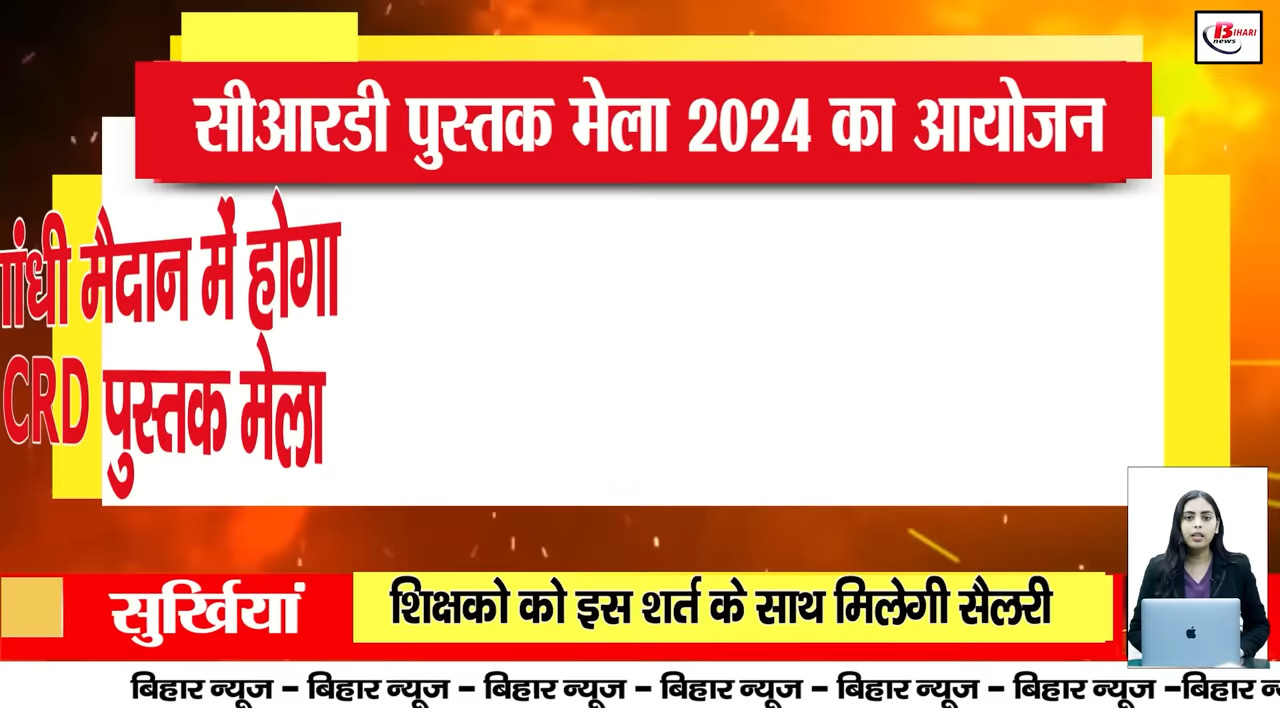 BIHARI
news
सीआरडी पुस्तक मेला 2024 का आयोजन
गांधी मैदान में होगा
CRD पुस्तक मेला
सुर्खियां
शिक्षको को इस शर्त के साथ मिलेगी सैलरी
बिहार न्यूज – बिहार न्यूज – बिहार न्यूज – बिहार न्यूज – बिहार न्यूज – बिहार न्यूज –बिहार